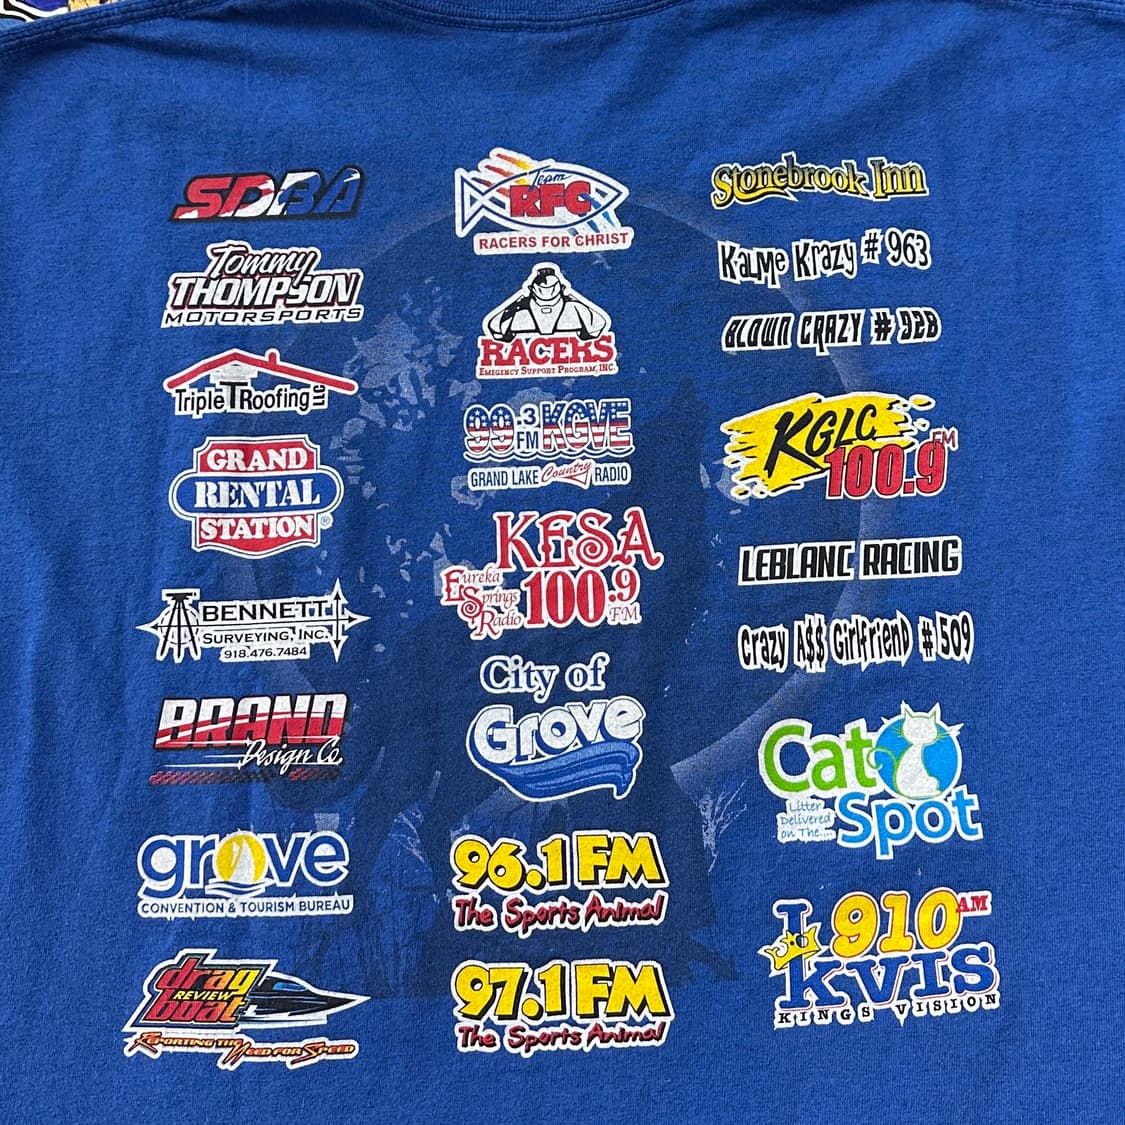 SDBA
Tommy
THOMPSON
MOTORSPORTS
Triple T Roofing LLC
GRAND
RENTAL
STATION®
BENNETT
SURVEYING, INC.
918.476.7484
BRAND
Design Co.
grove
CONVENTION & TOURISM BUREAU
drag
REVIEW
boat
REPORTING THE NEED FOR SPEED
Team
RFC
RACERS FOR CHRIST
RACERS
EMERGENCY SUPPORT PROGRAM, INC.
99.3 FM KGVE
GRAND LAKE Country RADIO
KESA
Eureka
Springs
Radio
100.9
FM
City of
Grove
96.1 FM
The Sports Animal
97.1 FM
The Sports Animal
Stonebrook Inn
Kalme Krazy # 963
BLOWN CRAZY # 928
KGLC
100.9 FM
LEBLANC RACING
Crazy A$$ Girlfriend # 509
Cat
Spot
Litter
Delivered
on The....
910 AM
KVIS
KINGS VISION